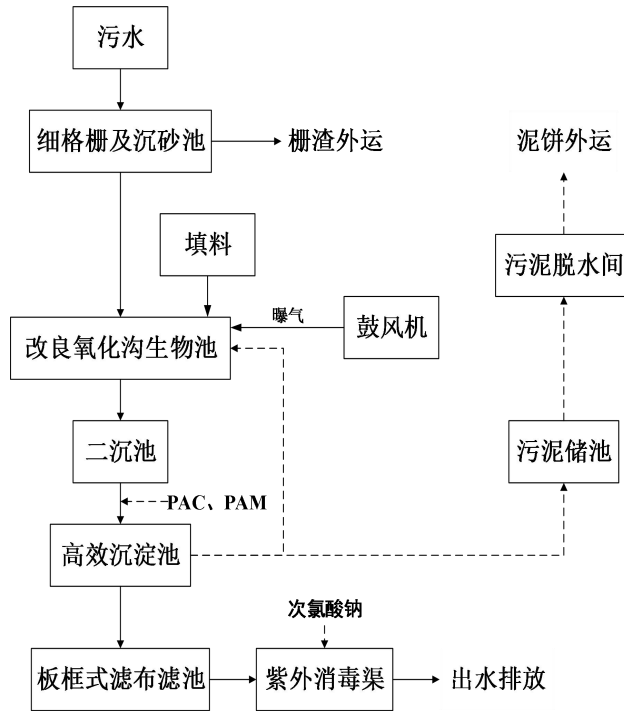 污水
细格栅及沉砂池
栅渣外运
泥饼外运
填料
污泥脱水间
曝气
鼓风机
改良氧化沟生物池
二沉池
污泥储池
PAC、PAM
高效沉淀池
次氯酸钠
板框式滤布滤池
紫外消毒渠
出水排放